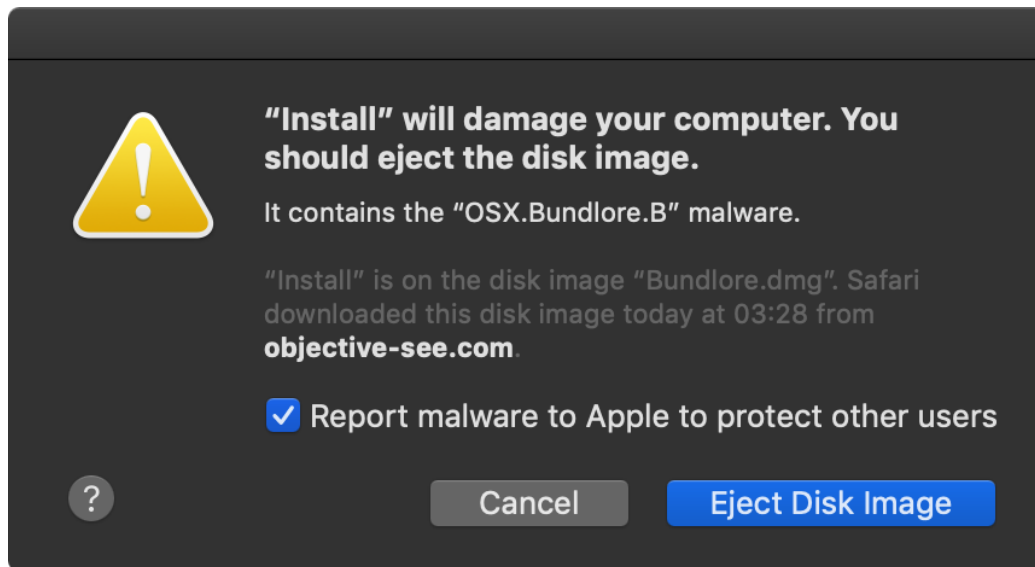 “Install” will damage your computer. You
should eject the disk image.
It contains the “OSX.Bundlore.B” malware.
“Install” is on the disk image “Bundlore.dmg”. Safari
downloaded this disk image today at 03:28 from
objective-see.com.
Report malware to Apple to protect other users
?
Cancel
Eject Disk Image